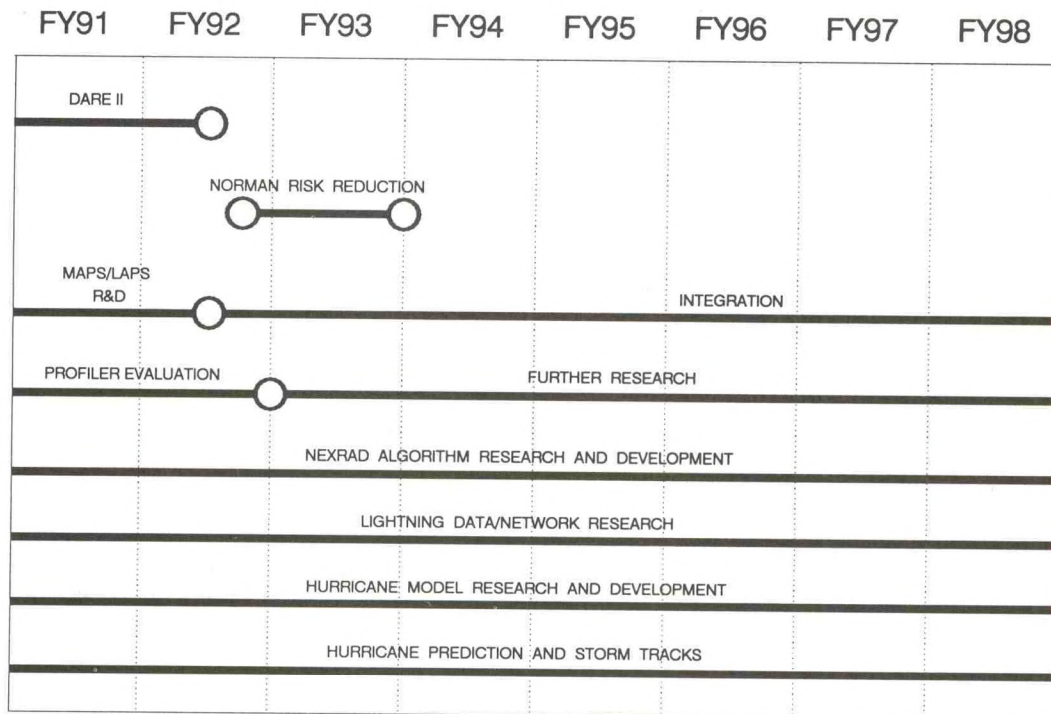 FY91 FY92 FY93 FY94 FY95 FY96 FY97 FY98
DARE II
NORMAN RISK REDUCTION
MAPS/LAPS
R&D
INTEGRATION
PROFILER EVALUATION
FURTHER RESEARCH
NEXRAD ALGORITHM RESEARCH AND DEVELOPMENT
LIGHTNING DATA/NETWORK RESEARCH
HURRICANE MODEL RESEARCH AND DEVELOPMENT
HURRICANE PREDICTION AND STORM TRACKS